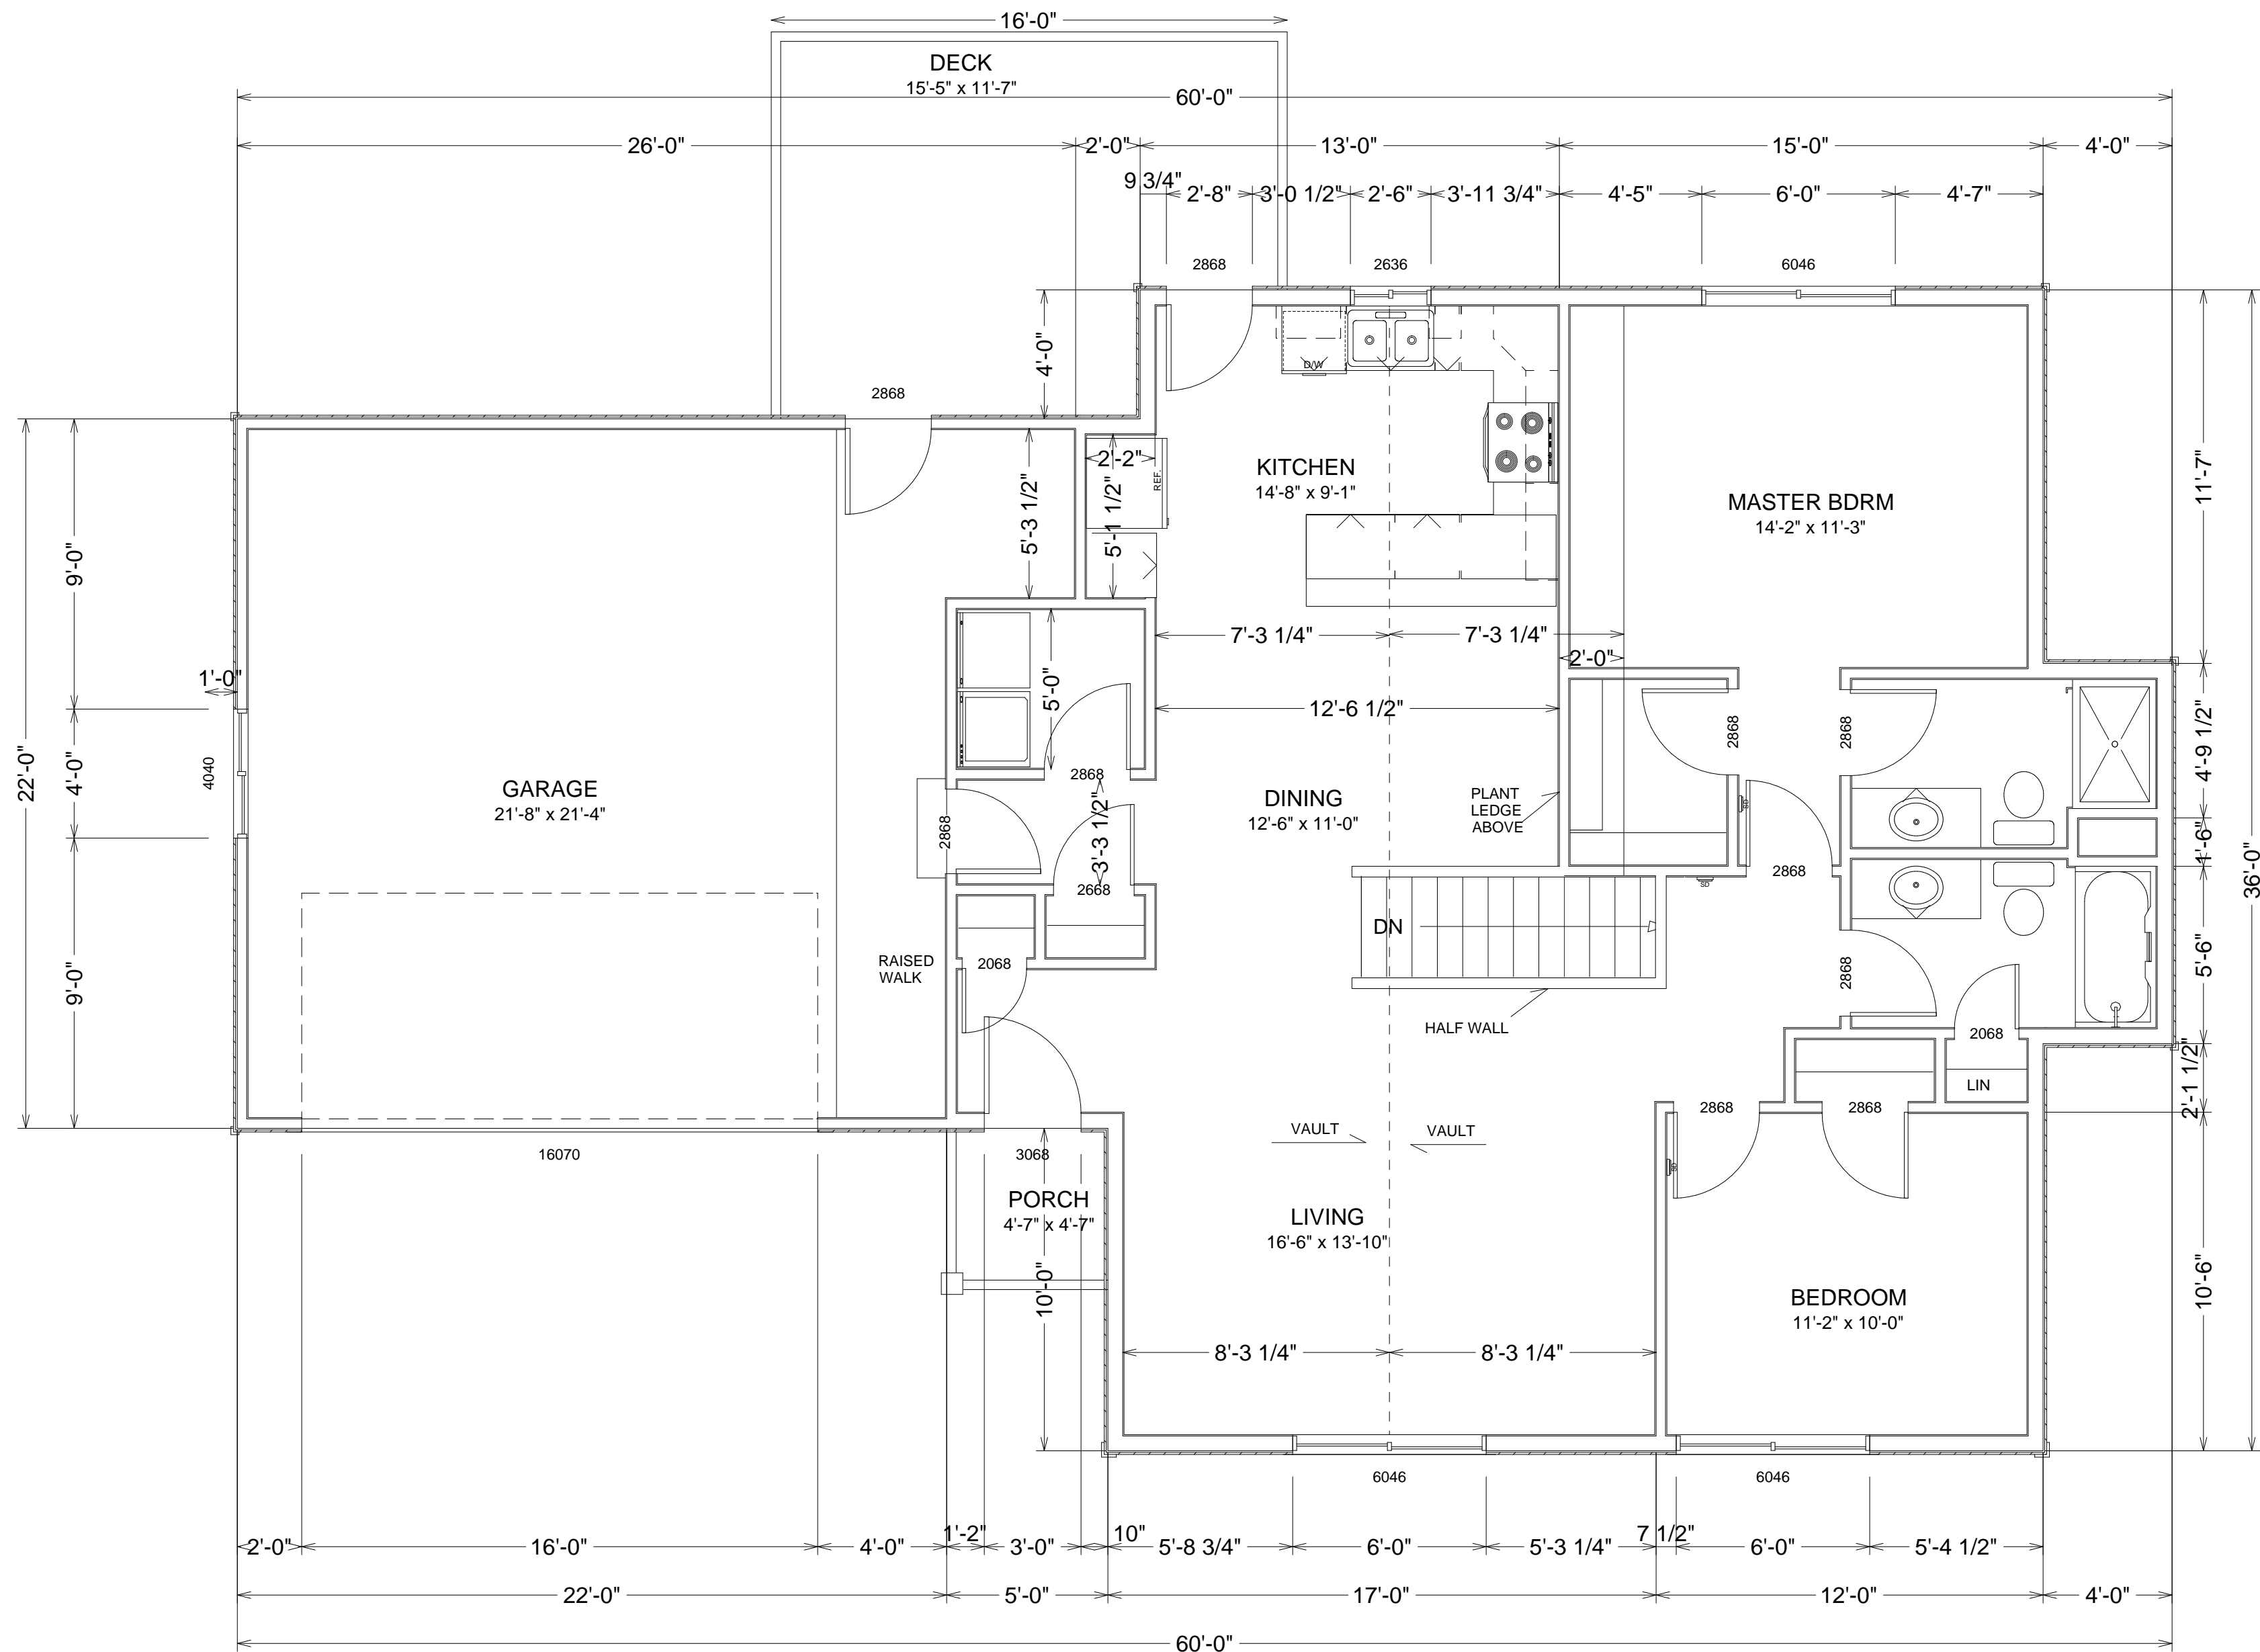 16'-0"
DECK
15'-5" x 11'-7"
60'-0"
26'-0"
2'-0"
13'-0"
15'-0"
4'-0"
9 3/4"
2'-8"
3'-0 1/2"
2'-6"
3'-11 3/4"
4'-5"
6'-0"
4'-7"
2868
2636
6046
4'-0"
2868
D/W
2'-2"
REF.
5'-3 1/2"
5'-1 1/2"
KITCHEN
14'-8" x 9'-1"
MASTER BDRM
14'-2" x 11'-3"
11'-7"
9'-0"
7'-3 1/4"
7'-3 1/4"
2'-0"
1'-0"
5'-0"
12'-6 1/2"
2868
2868
4'-9 1/2"
22'-0"
4'-0"
4040
GARAGE
21'-8" x 21'-4"
2868
2868
3'-3 1/2"
DINING
12'-6" x 11'-0"
PLANT
LEDGE
ABOVE
SD
1'-6"
36'-0"
2668
2868
SD
DN
9'-0"
RAISED
WALK
2068
2868
5'-6"
HALF WALL
2068
LIN
2'-1 1/2"
2868
2868
VAULT
VAULT
SD
16070
3068
PORCH
4'-7" x 4'-7"
LIVING
16'-6" x 13'-10"
10'-0"
BEDROOM
11'-2" x 10'-0"
10'-6"
8'-3 1/4"
8'-3 1/4"
6046
6046
2'-0"
16'-0"
4'-0"
1'-2"
3'-0"
10"
5'-8 3/4"
6'-0"
5'-3 1/4"
7 1/2"
6'-0"
5'-4 1/2"
22'-0"
5'-0"
17'-0"
12'-0"
4'-0"
60'-0"